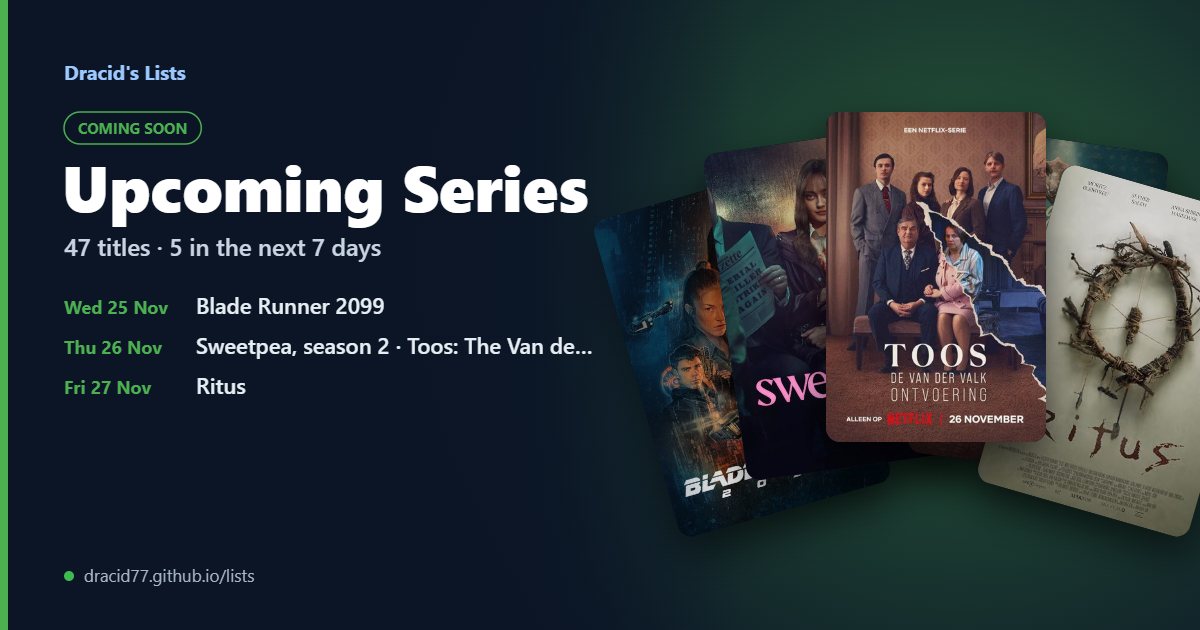 Dracid's Lists
COMING SOON
Upcoming Series
47 titles · 5 in the next 7 days
Wed 25 Nov Blade Runner 2099
Thu 26 Nov Sweetpea, season 2 · Toos: The Van de...
Fri 27 Nov Ritus
dracid77.github.io/lists
EEN NETFLIX-SERIE
TOOS
DE VAN DER VALK
ONTVOERING
ALLEEN OP NETFLIX | 26 NOVEMBER
swe
Ritus